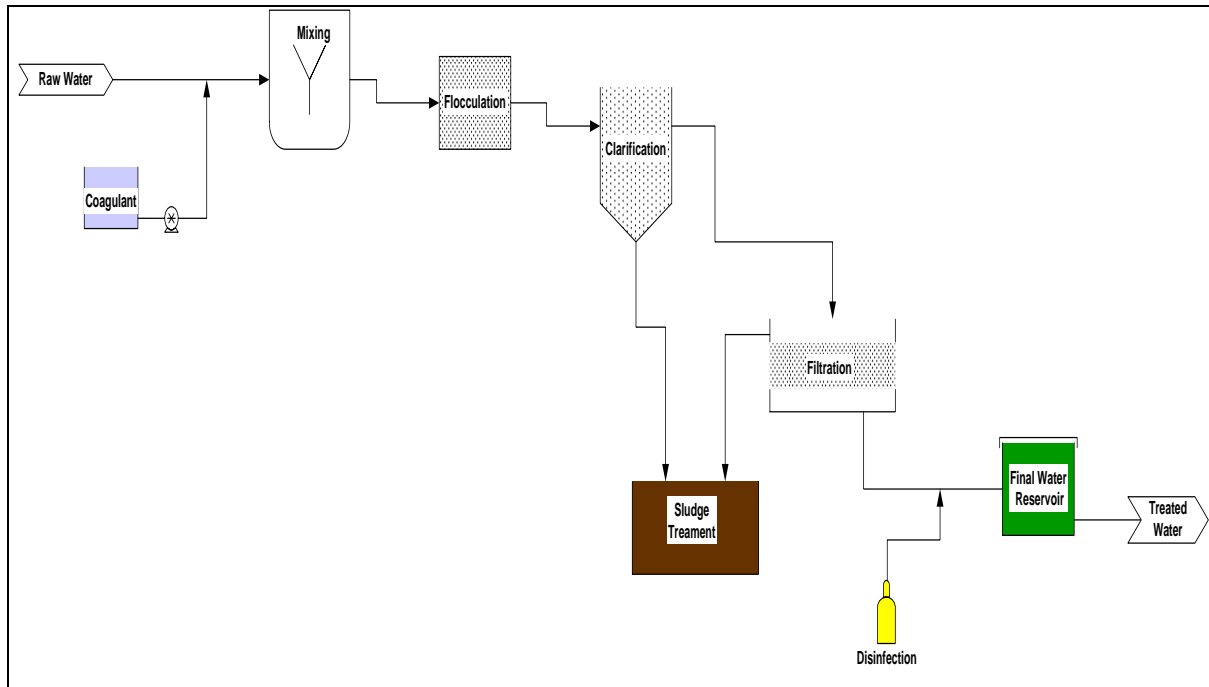 Mixing
Raw Water
Flocculation
Clarification
Coagulant
Filtration
Final Water
Reservoir
Sludge
Treament
Treated
Water
Disinfection